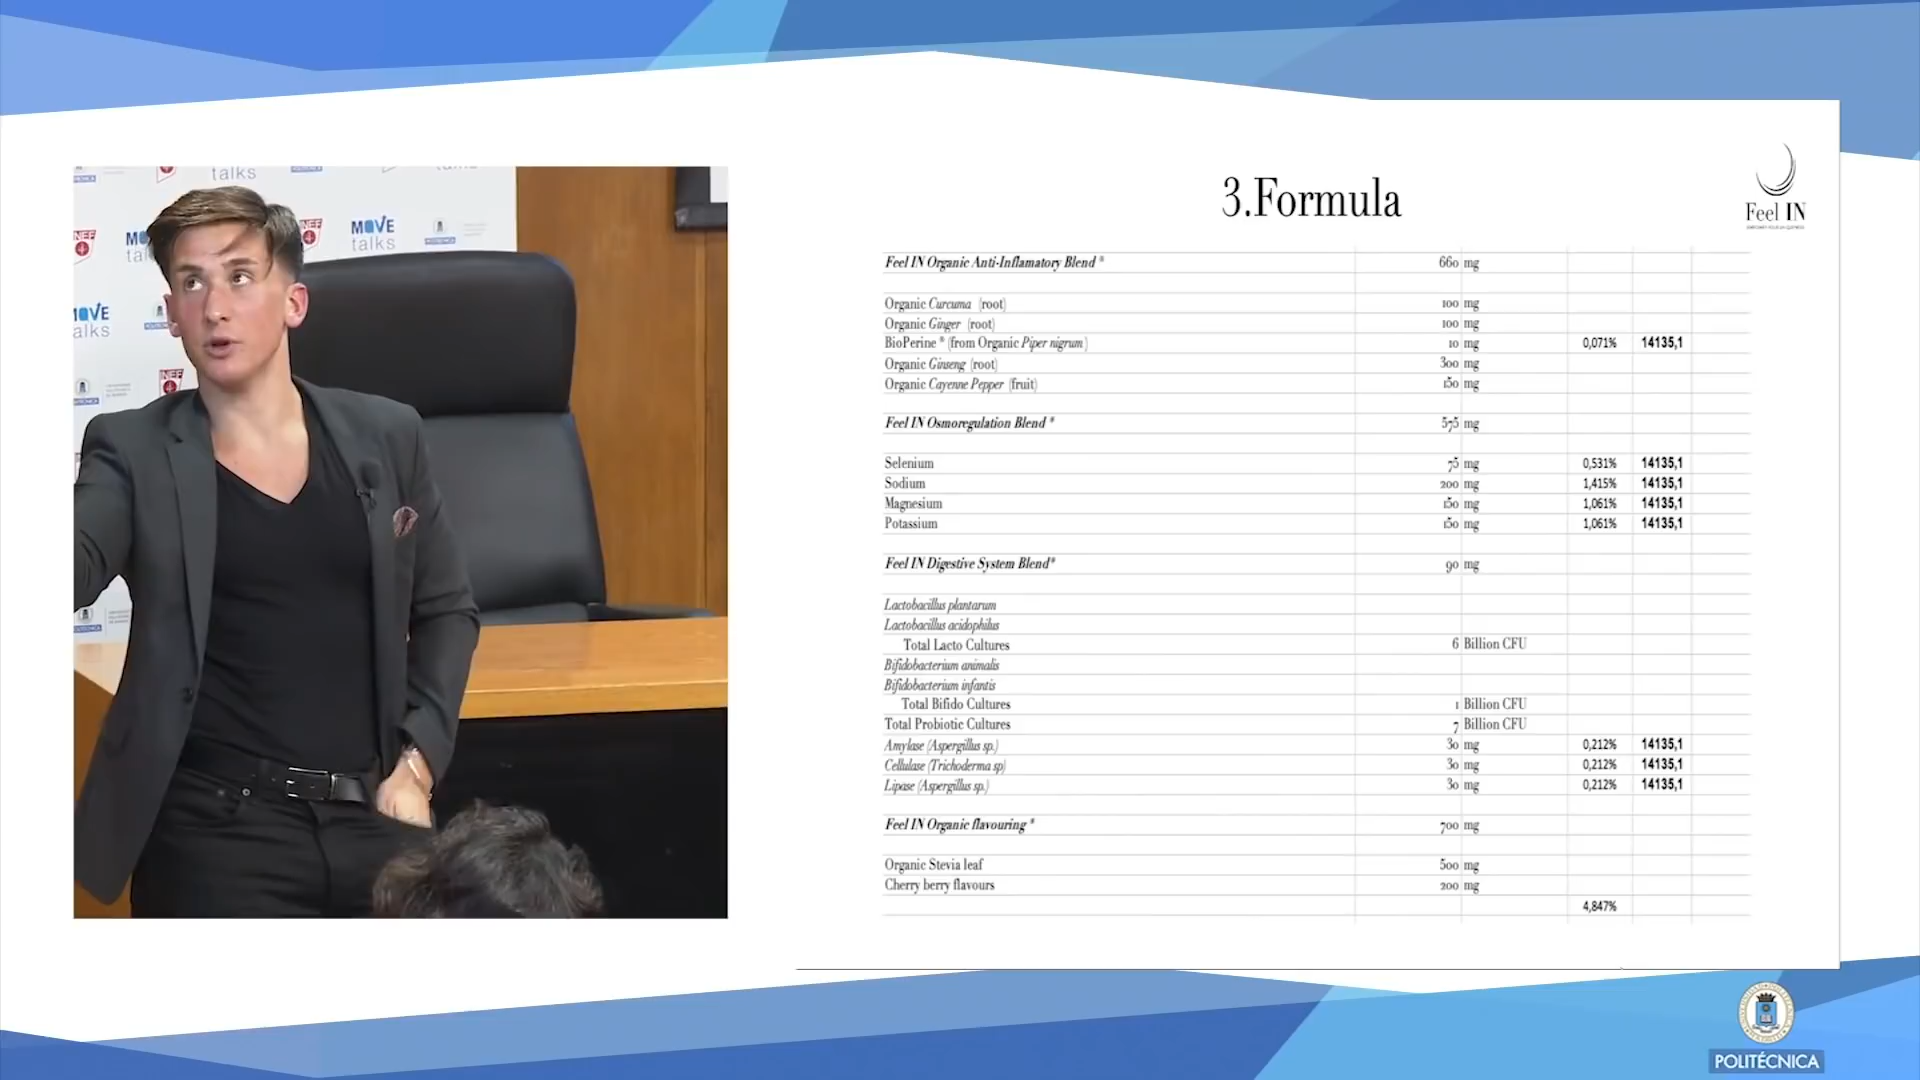 talks
INEF
MOVE
talks
MOVE
talks
INEF
3.Formula
Feel IN
Feel IN Organic Anti-Inflamatory Blend * 660 mg
Organic Curcuma (root) 100 mg
Organic Ginger (root) 100 mg
BioPerine * (from Organic Piper nigrum) 10 mg 0,071% 14135,1
Organic Ginseng (root) 300 mg
Organic Cayenne Pepper (fruit) 150 mg
Feel IN Osmoregulation Blend * 575 mg
Selenium 75 mg 0,531% 14135,1
Sodium 200 mg 1,415% 14135,1
Magnesium 150 mg 1,061% 14135,1
Potassium 150 mg 1,061% 14135,1
Feel IN Digestive System Blend* 90 mg
Lactobacillus plantarum
Lactobacillus acidophilus
Total Lacto Cultures 6 Billion CFU
Bifidobacterium animalis
Bifidobacterium infantis
Total Bifido Cultures 1 Billion CFU
Total Probiotic Cultures 7 Billion CFU
Amylase (Aspergillus sp.) 30 mg 0,212% 14135,1
Cellulase (Trichoderma sp) 30 mg 0,212% 14135,1
Lipase (Aspergillus sp.) 30 mg 0,212% 14135,1
Feel IN Organic flavouring * 700 mg
Organic Stevia leaf 500 mg
Cherry berry flavours 200 mg
4,847%
POLITÉCNICA